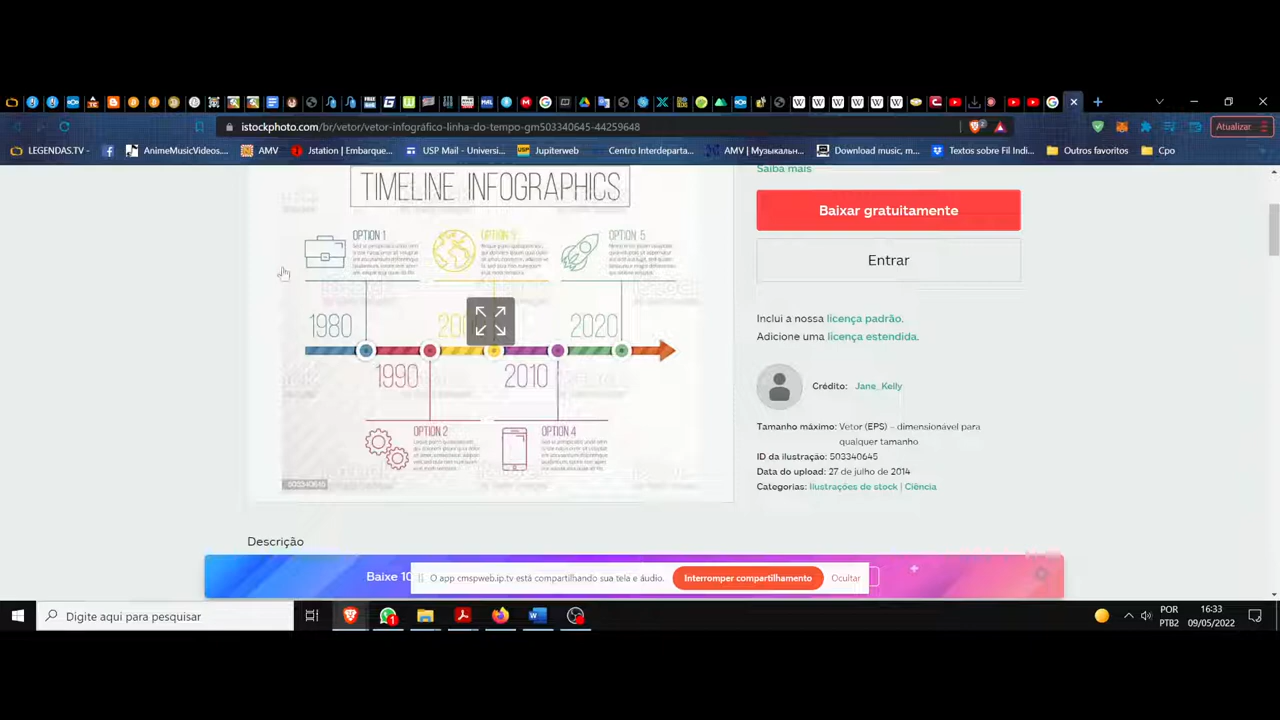 istockphoto.com/br/vetor/vetor-infográfico-linha-do-tempo-gm503340645-44259648
Atualizar
LEGENDAS.TV -
AnimeMusicVideos...
AMV
Jstation | Embarque...
USP Mail - Universi...
Jupiterweb
Centro Interdeparta...
AMV | Музыкальн...
Download music, m...
Textos sobre Fil Indi...
Outros favoritos
Cpo
Saiba mais
TIMELINE INFOGRAPHICS
Baixar gratuitamente
Entrar
OPTION 1
OPTION 5
1980
2020
1990
2010
OPTION 2
OPTION 4
503340645
Inclui a nossa licença padrão.
Adicione uma licença estendida.
Crédito: Jane_Kelly
Tamanho máximo: Vetor (EPS) – dimensionável para
qualquer tamanho
ID da ilustração: 503340645
Data do upload: 27 de julho de 2014
Categorias: Ilustrações de stock | Ciência
Descrição
Baixe 10
O app cmspweb.ip.tv está compartilhando sua tela e áudio.
Interromper compartilhamento
Ocultar
Digite aqui para pesquisar
POR
PTB2
16:33
09/05/2022